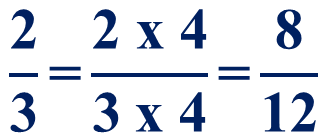 2/3 = (2 x 4)/(3 x 4) = 8/12